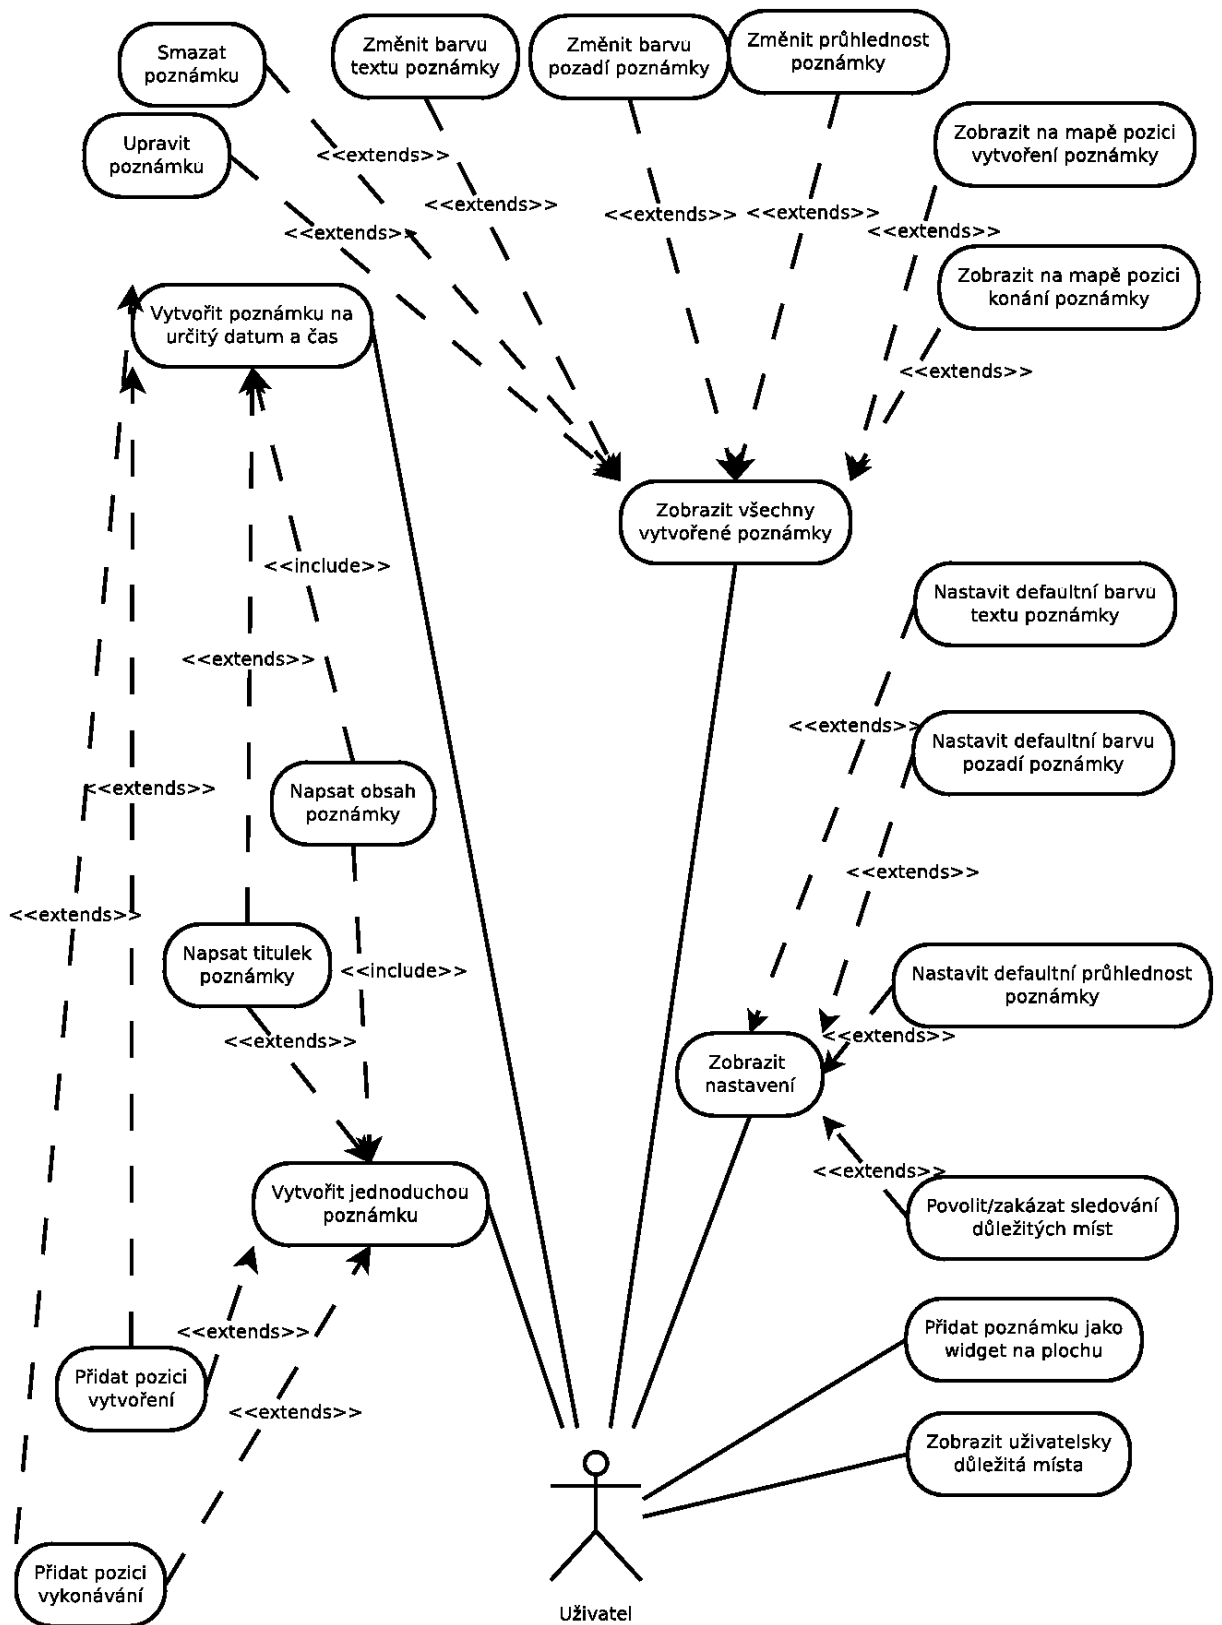 Smazat
poznámku
Změnit barvu
textu poznámky
Změnit barvu
pozadí poznámky
Změnit průhlednost
poznámky
Upravit
poznámku
Zobrazit na mapě pozici
vytvoření poznámky
<<extends>>
<<extends>>
<<extends>>
<<extends>>
<<extends>>
<<extends>>
Zobrazit na mapě pozici
konání poznámky
Vytvořit poznámku na
určitý datum a čas
<<extends>>
Zobrazit všechny
vytvořené poznámky
<<include>>
Nastavit defaultní barvu
textu poznámky
<<extends>>
<<extends>>
Nastavit defaultní barvu
pozadí poznámky
<<extends>>
Napsat obsah
poznámky
<<extends>>
<<extends>>
Napsat titulek
poznámky
<<include>>
Nastavit defaultní průhlednost
poznámky
<<extends>>
<<extends>>
Zobrazit
nastavení
<<extends>>
Vytvořit jednoduchou
poznámku
Povolit/zakázat sledování
důležitých míst
<<extends>>
Přidat poznámku jako
widget na plochu
Přidat pozici
vytvoření
<<extends>>
Zobrazit uživatelsky
důležitá místa
Přidat pozici
vykonávání
Uživatel